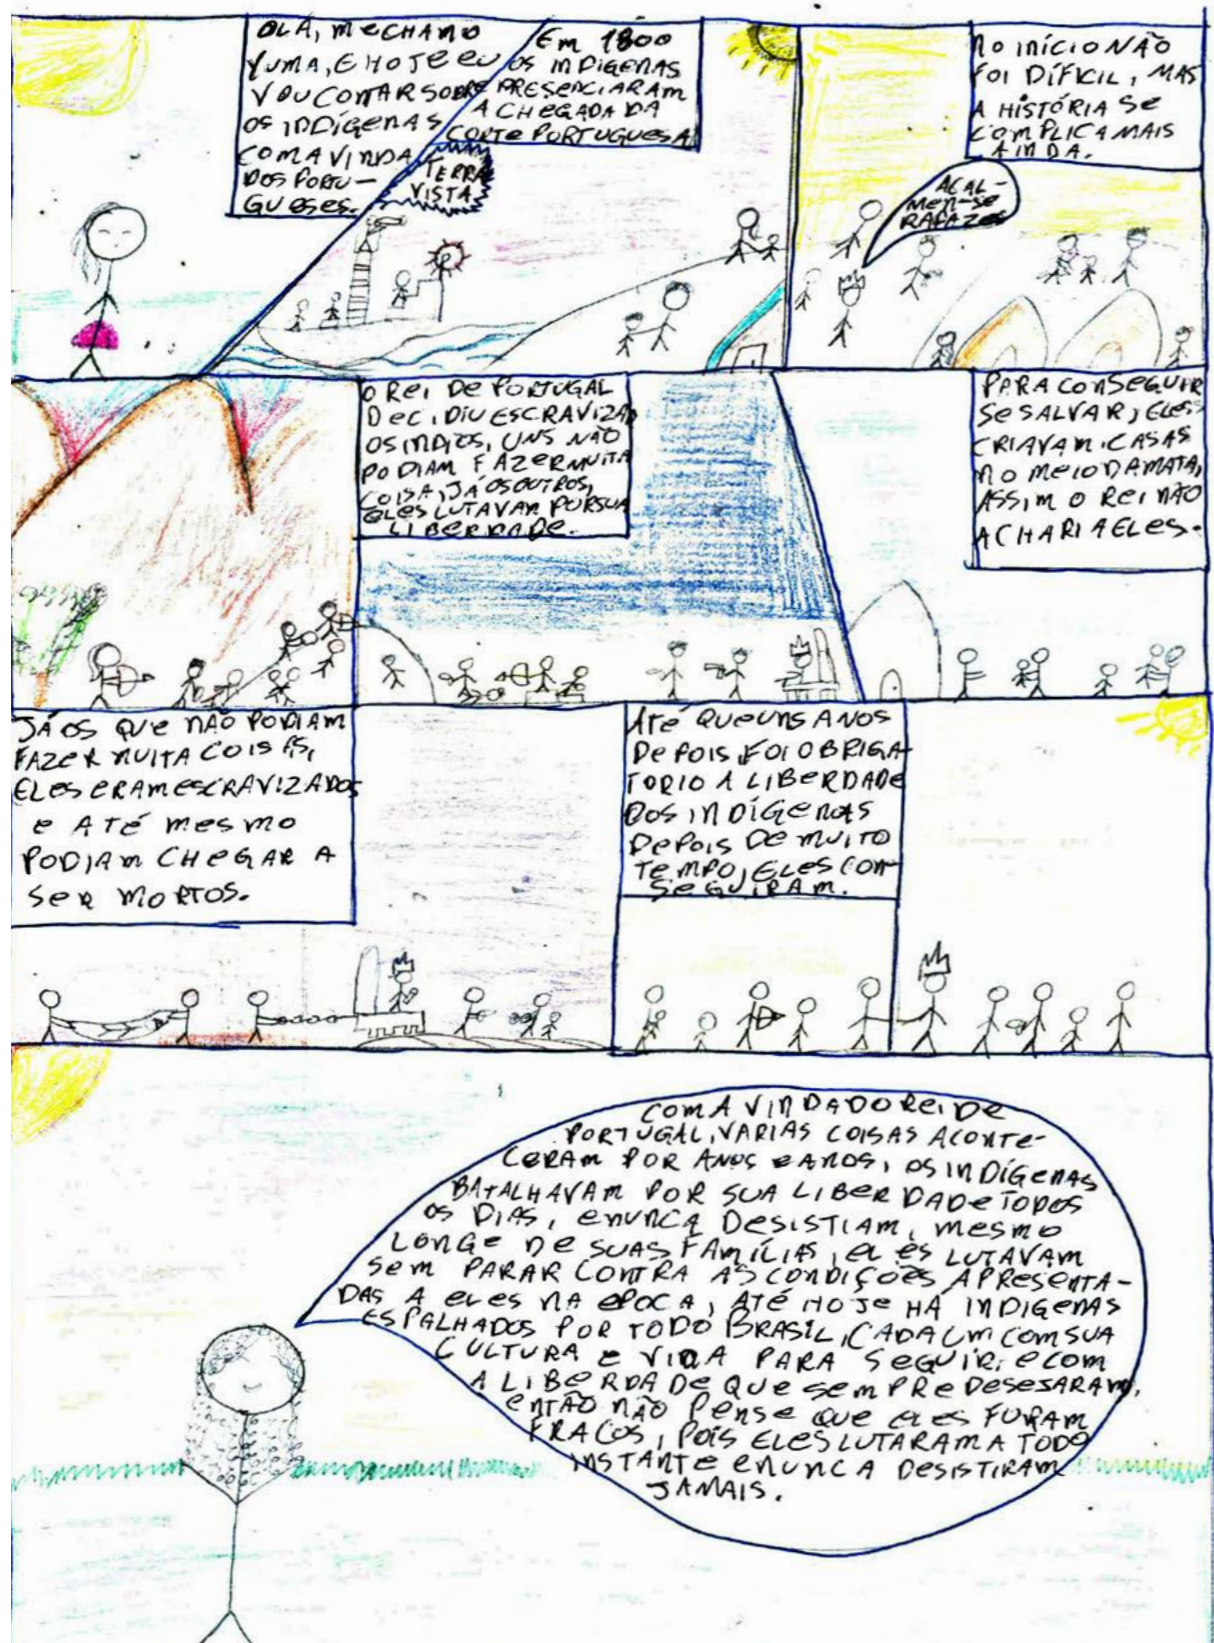 OLÁ, ME CHAMO
YUMA, E HOJE EU
VOU CONTAR SOBRE
OS INDÍGENAS
COM A VINDA
DOS PORTU-
GUESES.
EM 1800
OS INDIGENAS
PRESENCIARAM
A CHEGADA DA
CORTE PORTUGUESA
TERRA
VISTA
NO INÍCIO NÃO
FOI DÍFICIL, MAS
A HISTÓRIA SE
COMPLICA MAIS
AINDA.
ACAL-
MEN-SE
RAPAZES
O REI DE PORTUGAL
DECIDIU ESCRAVIZAR
OS INDIOS, UNS NÃO
PODIAM FAZER MUITA
COISA, JÁ OS OUTROS,
ELES LUTAVAM POR SUA
LIBERDADE.
PARA CONSEGUIR
SE SALVAR, ELES
CRIAVAM CASAS
NO MEIO DA MATA,
ASSIM O REI NÃO
ACHARIA ELES.
JÁ OS QUE NÃO PODIAM
FAZER MUITA COISAS,
ELES ERAM ESCRAVIZADOS
E ATÉ MESMO
PODIAM CHEGAR A
SER MORTOS.
ATÉ QUE UNS ANOS
DEPOIS, FOI OBRIGA-
TORIO A LIBERDADE
DOS INDÍGENAS
DEPOIS DE MUITO
TEMPO, ELES CON-
SEGUIRAM.
COM A VINDA DO REI DE
PORTUGAL, VARIAS COISAS ACONTE-
CERAM POR ANOS E ANOS, OS INDÍGENAS
BATALHAVAM POR SUA LIBERDADE TODOS
OS DIAS, E NUNCA DESISTIAM, MESMO
LONGE DE SUAS FAMÍLIAS, ELES LUTAVAM
SEM PARAR CONTRA AS CONDIÇÕES APRESENTA-
DAS A ELES NA EPOCA, ATÉ HOJE HÁ INDIGENAS
ESPALHADOS POR TODO BRASIL, CADA UM COM SUA
CULTURA E VIDA PARA SEGUIR, E COM
A LIBERDADE QUE SEMPRE DESEJARAM,
ENTÃO NÃO PENSE QUE ELES FORAM
FRACOS, POIS ELES LUTARAM A TODO
INSTANTE E NUNCA DESISTIRAM
JAMAIS.